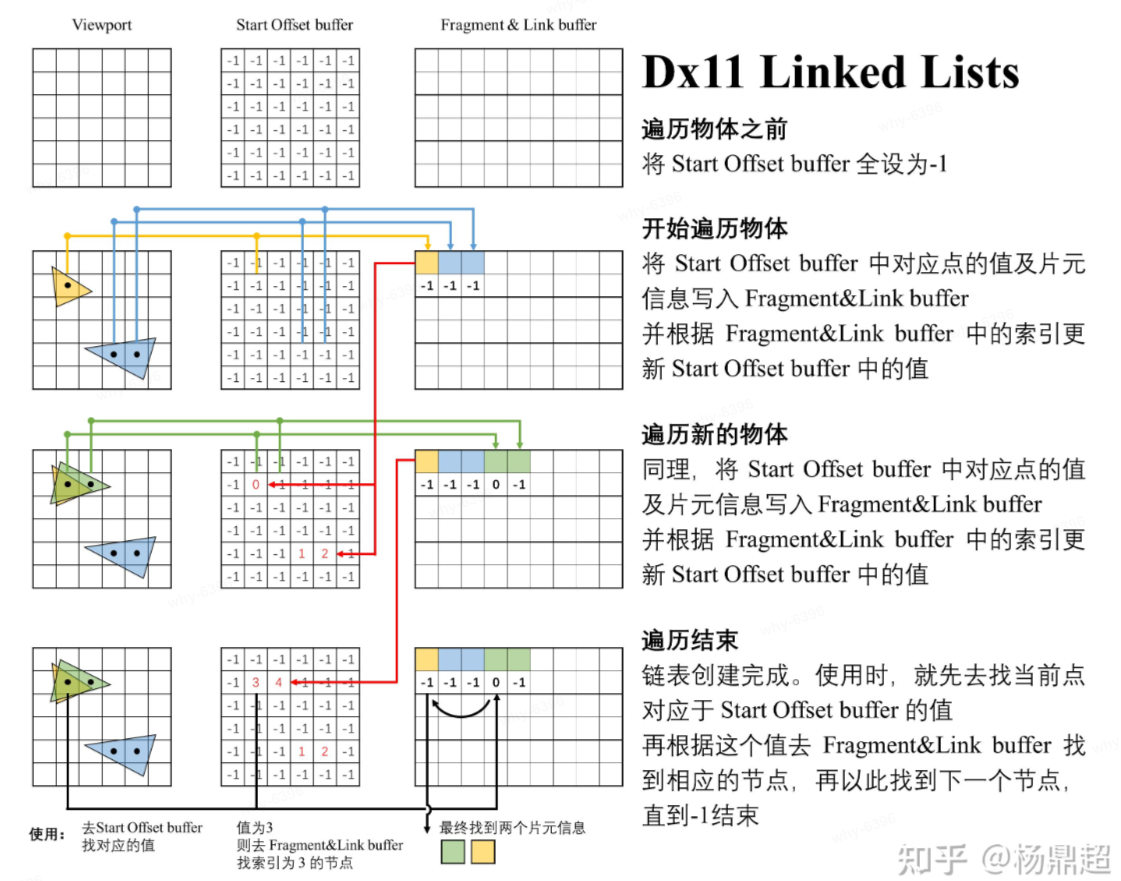 Viewport
Start Offset buffer
Fragment & Link buffer
Dx11 Linked Lists
-1 -1 -1 -1 -1 -1
-1 -1 -1 -1 -1 -1
-1 -1 -1 -1 -1 -1
-1 -1 -1 -1 -1 -1
-1 -1 -1 -1 -1 -1
-1 -1 -1 -1 -1 -1
遍历物体之前
将 Start Offset buffer 全设为-1
-1 -1 -1 -1 -1 -1
-1 -1 -1 -1 -1 -1
-1 -1 -1 -1 -1 -1
-1 -1 -1 -1 -1 -1
-1 -1 -1 -1 -1 -1
-1 -1 -1 -1 -1 -1
-1 -1 -1
开始遍历物体
将 Start Offset buffer 中对应点的值及片元
信息写入 Fragment&Link buffer
并根据 Fragment&Link buffer 中的索引更
新 Start Offset buffer 中的值
-1 -1 -1 -1 -1 -1
-1 0 -1 -1 -1 -1
-1 -1 -1 -1 -1 -1
-1 -1 -1 -1 -1 -1
-1 -1 -1 1 2 -1
-1 -1 -1 -1 -1 -1
-1 -1 -1 0 -1
遍历新的物体
同理，将 Start Offset buffer 中对应点的值
及片元信息写入 Fragment&Link buffer
并根据 Fragment&Link buffer 中的索引更
新 Start Offset buffer 中的值
-1 -1 -1 -1 -1 -1
-1 3 4 -1 -1 -1
-1 -1 -1 -1 -1 -1
-1 -1 -1 -1 -1 -1
-1 -1 -1 1 2 -1
-1 -1 -1 -1 -1 -1
-1 -1 -1 0 -1
遍历结束
链表创建完成。使用时，就先去找当前点
对应于 Start Offset buffer 的值
再根据这个值去 Fragment&Link buffer 找
到相应的节点，再以此找到下一个节点，
直到-1结束
使用：
去Start Offset buffer
找对应的值
值为3
则去 Fragment&Link buffer
找索引为 3 的节点
最终找到两个片元信息
知乎 @杨鼎超
why-6396